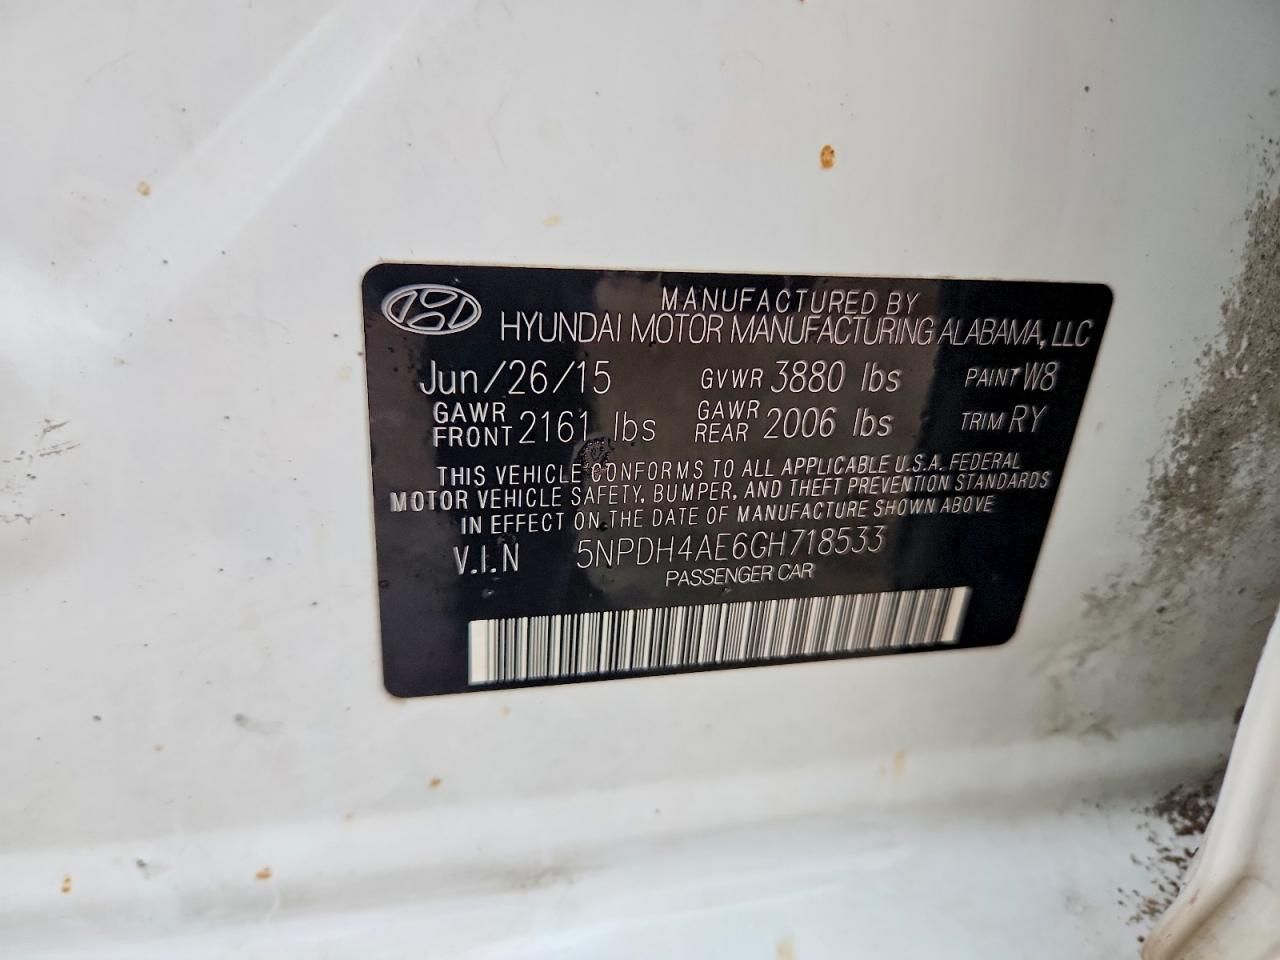 MANUFACTURED BY
HYUNDAI MOTOR MANUFACTURING ALABAMA, LLC
Jun/26/15 GVWR 3880 lbs PAINT W8
GAWR FRONT 2161 lbs GAWR REAR 2006 lbs TRIM RY
THIS VEHICLE CONFORMS TO ALL APPLICABLE U.S.A. FEDERAL
MOTOR VEHICLE SAFETY, BUMPER, AND THEFT PREVENTION STANDARDS
IN EFFECT ON THE DATE OF MANUFACTURE SHOWN ABOVE
V.I.N 5NPDH4AE6GH718533
PASSENGER CAR